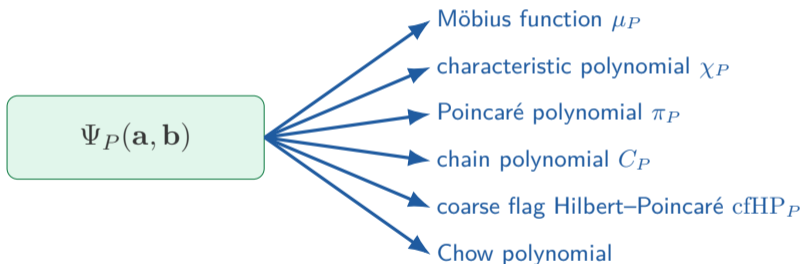 Möbius function μ_P
characteristic polynomial χ_P
Poincaré polynomial π_P
Ψ_P(a, b)
chain polynomial C_P
coarse flag Hilbert–Poincaré cfHP_P
Chow polynomial